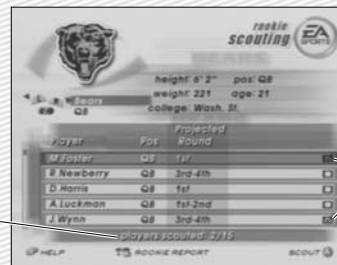 rookie
scouting
EA
SPORTS
height: 6' 2" pos: QB
weight: 221 age: 21
Bears
QB
college: Wash. St.
Projected
Player Pos Round
M.Foster QB 1st
R.Newberry QB 3rd-4th
D.Harris QB 1st
A.Luckman QB 1st-2nd
J.Wynn QB 3rd-4th
players scouted: 2/15
HELP ROOKIE REPORT SCOUT